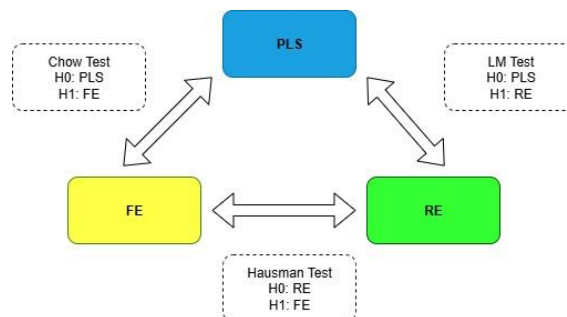 PLS
Chow Test
H0: PLS
H1: FE
LM Test
H0: PLS
H1: RE
FE
RE
Hausman Test
H0: RE
H1: FE